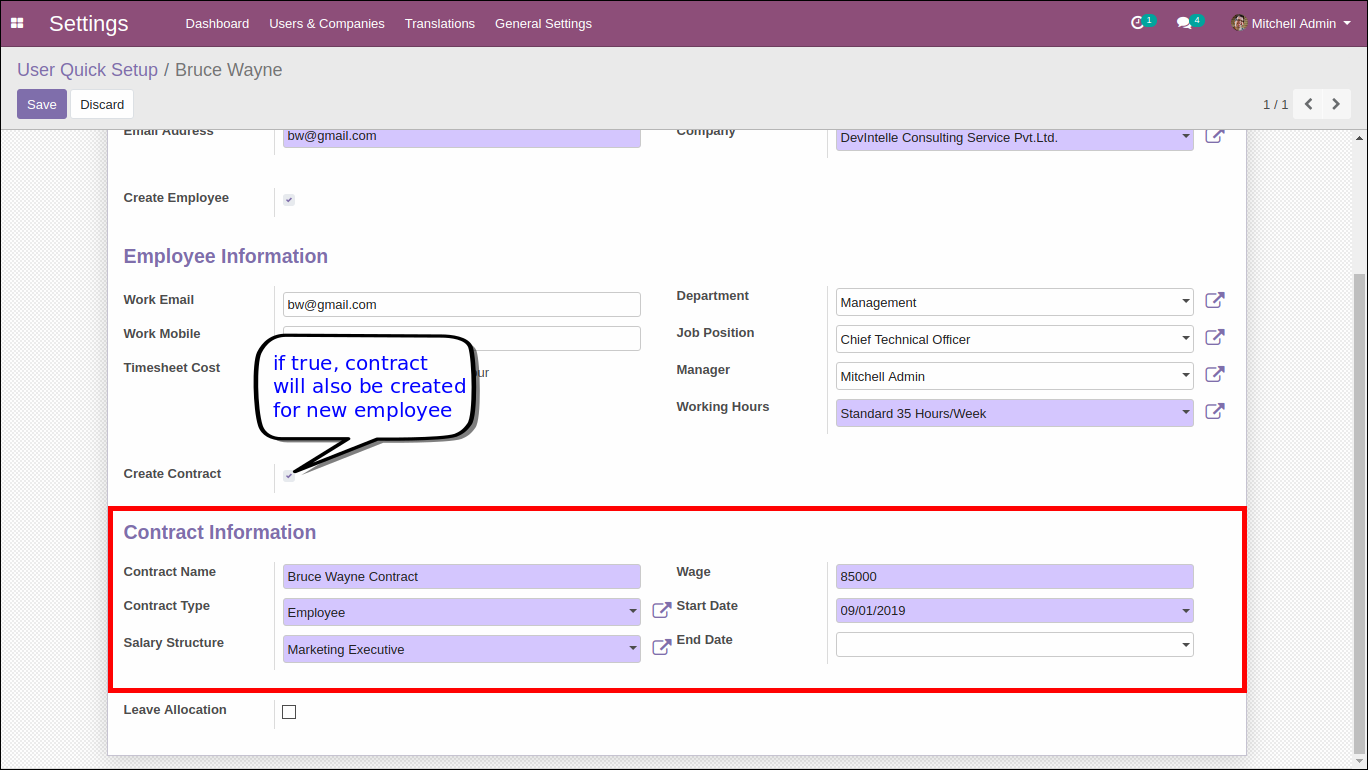 Settings Dashboard Users & Companies Translations General Settings 1 4 Mitchell Admin
User Quick Setup / Bruce Wayne
Save Discard 1 / 1
Email Address bw@gmail.com Company DevIntelle Consulting Service Pvt.Ltd.
Create Employee
Employee Information
Work Email bw@gmail.com Department Management
Work Mobile Job Position Chief Technical Officer
Timesheet Cost our Manager Mitchell Admin
Working Hours Standard 35 Hours/Week
if true, contract
will also be created
for new employee
Create Contract
Contract Information
Contract Name Bruce Wayne Contract Wage 85000
Contract Type Employee Start Date 09/01/2019
Salary Structure Marketing Executive End Date
Leave Allocation